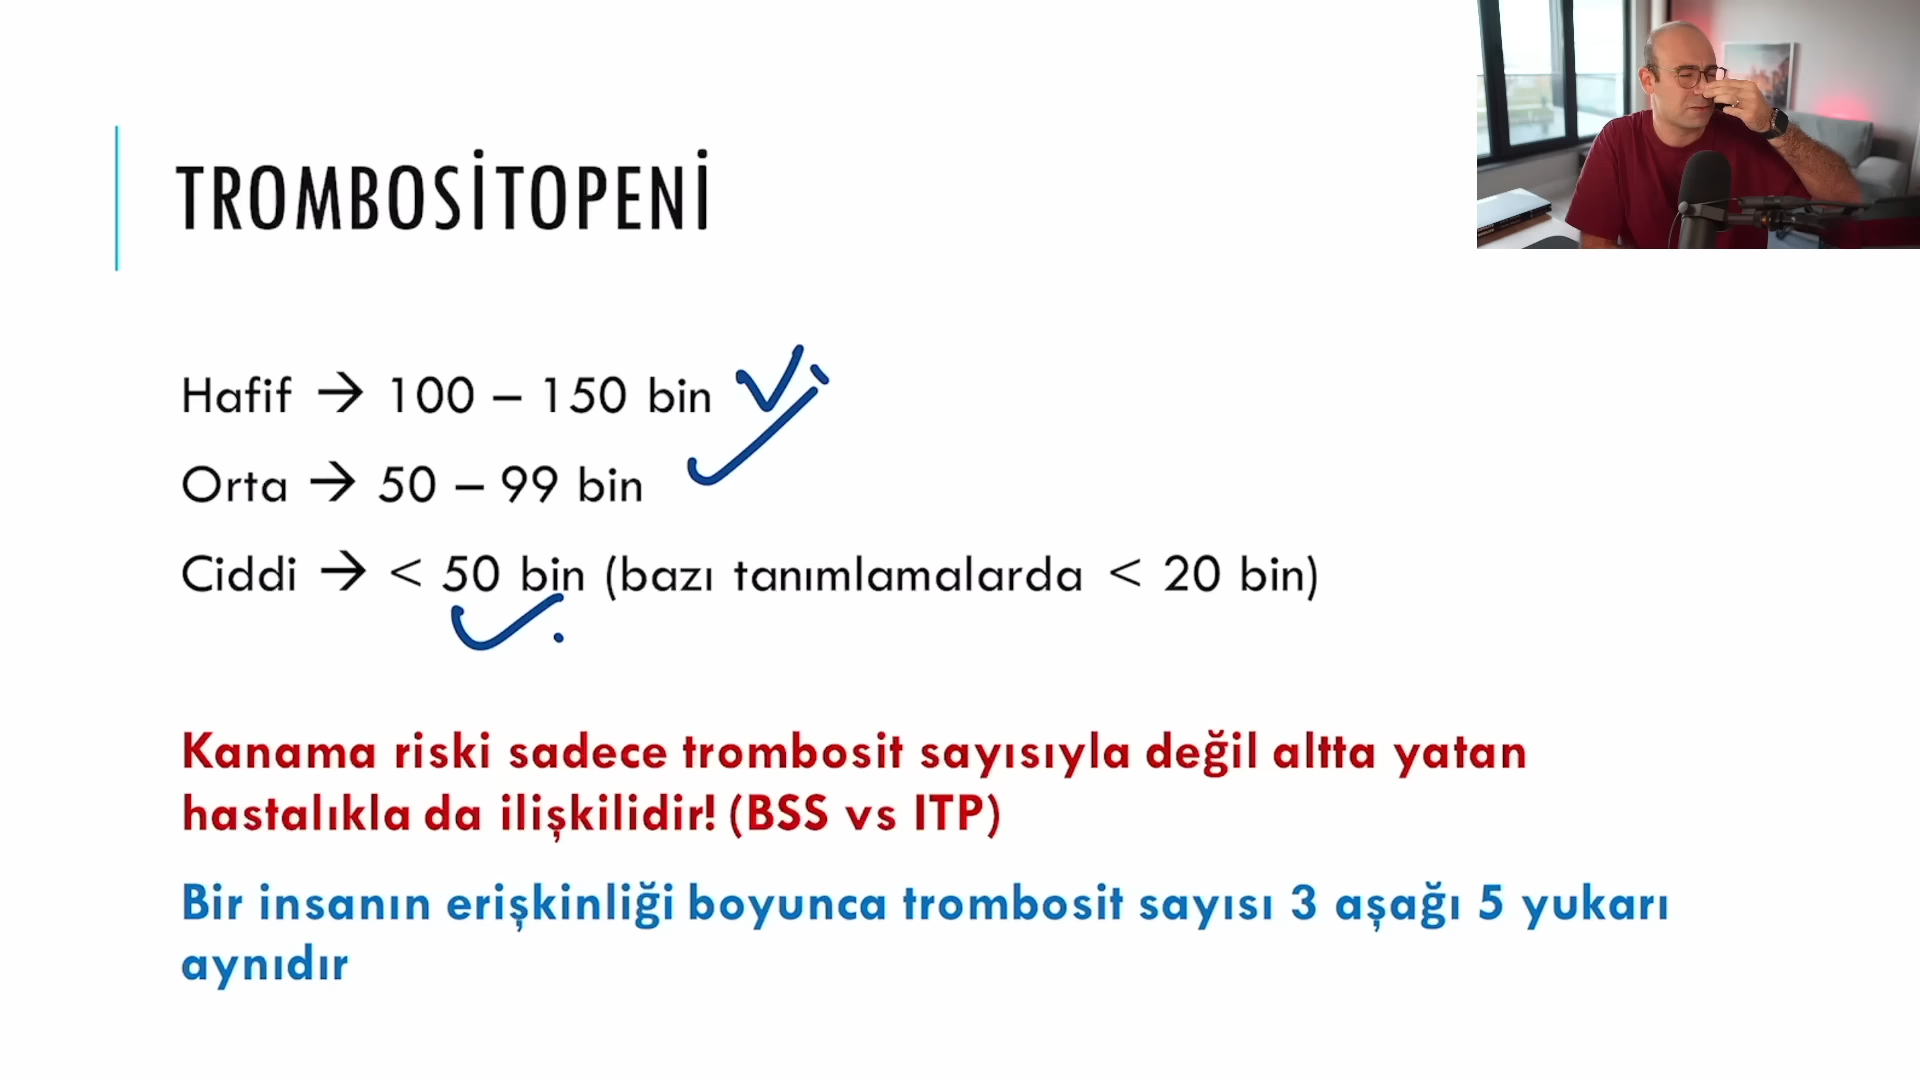 TROMBOSİTOPENİ
Hafif → 100 – 150 bin
Orta → 50 – 99 bin
Ciddi → < 50 bin (bazı tanımlamalarda < 20 bin)
Kanama riski sadece trombosit sayısıyla değil altta yatan
hastalıkla da ilişkilidir! (BSS vs ITP)
Bir insanın erişkinliği boyunca trombosit sayısı 3 aşağı 5 yukarı
aynıdır